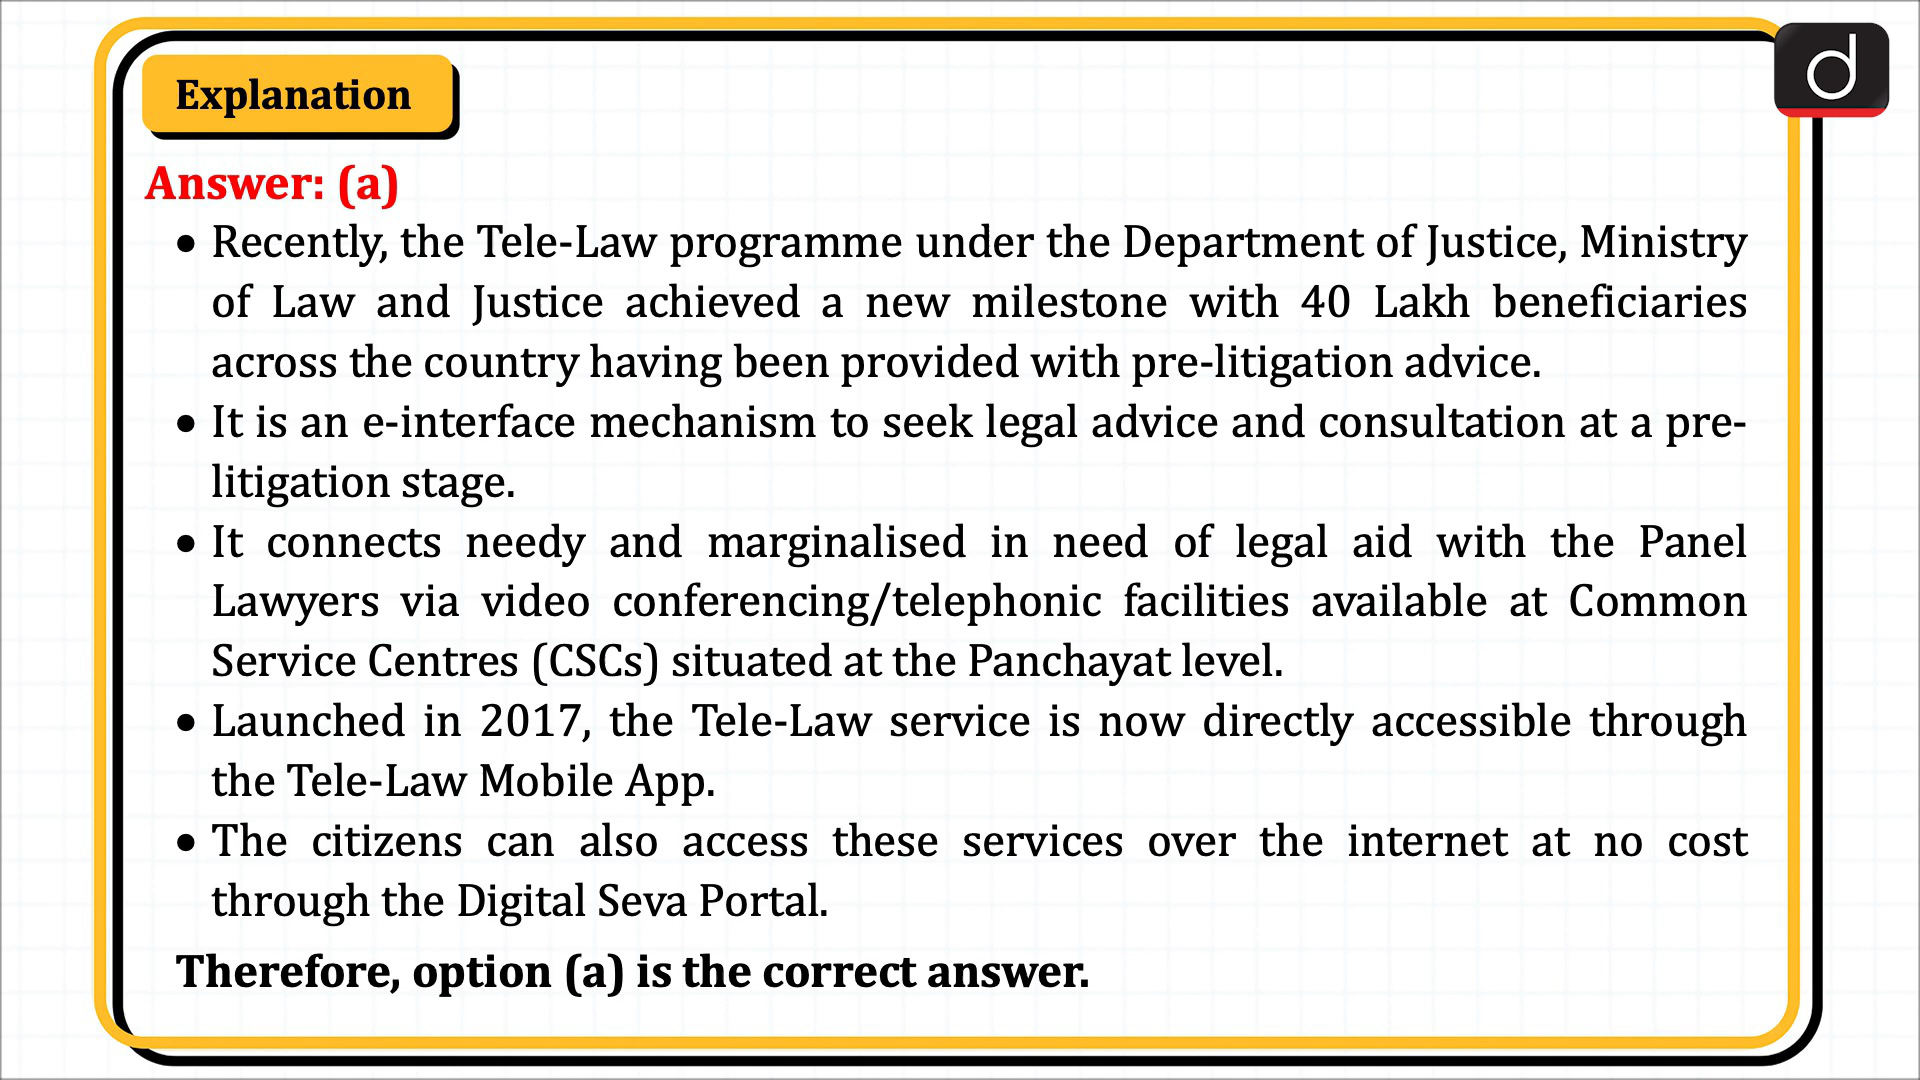 Explanation
Answer: (a)
• Recently, the Tele-Law programme under the Department of Justice, Ministry
of Law and Justice achieved a new milestone with 40 Lakh beneficiaries
across the country having been provided with pre-litigation advice.
• It is an e-interface mechanism to seek legal advice and consultation at a pre-
litigation stage.
• It connects needy and marginalised in need of legal aid with the Panel
Lawyers via video conferencing/telephonic facilities available at Common
Service Centres (CSCs) situated at the Panchayat level.
• Launched in 2017, the Tele-Law service is now directly accessible through
the Tele-Law Mobile App.
• The citizens can also access these services over the internet at no cost
through the Digital Seva Portal.
Therefore, option (a) is the correct answer.
d